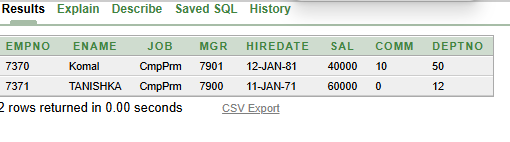 Results Explain Describe Saved SQL History
EMPNO ENAME JOB MGR HIREDATE SAL COMM DEPTNO
7370 Komal CmpPrm 7901 12-JAN-81 40000 10 50
7371 TANISHKA CmpPrm 7900 11-JAN-71 60000 0 12
2 rows returned in 0.00 seconds CSV Export